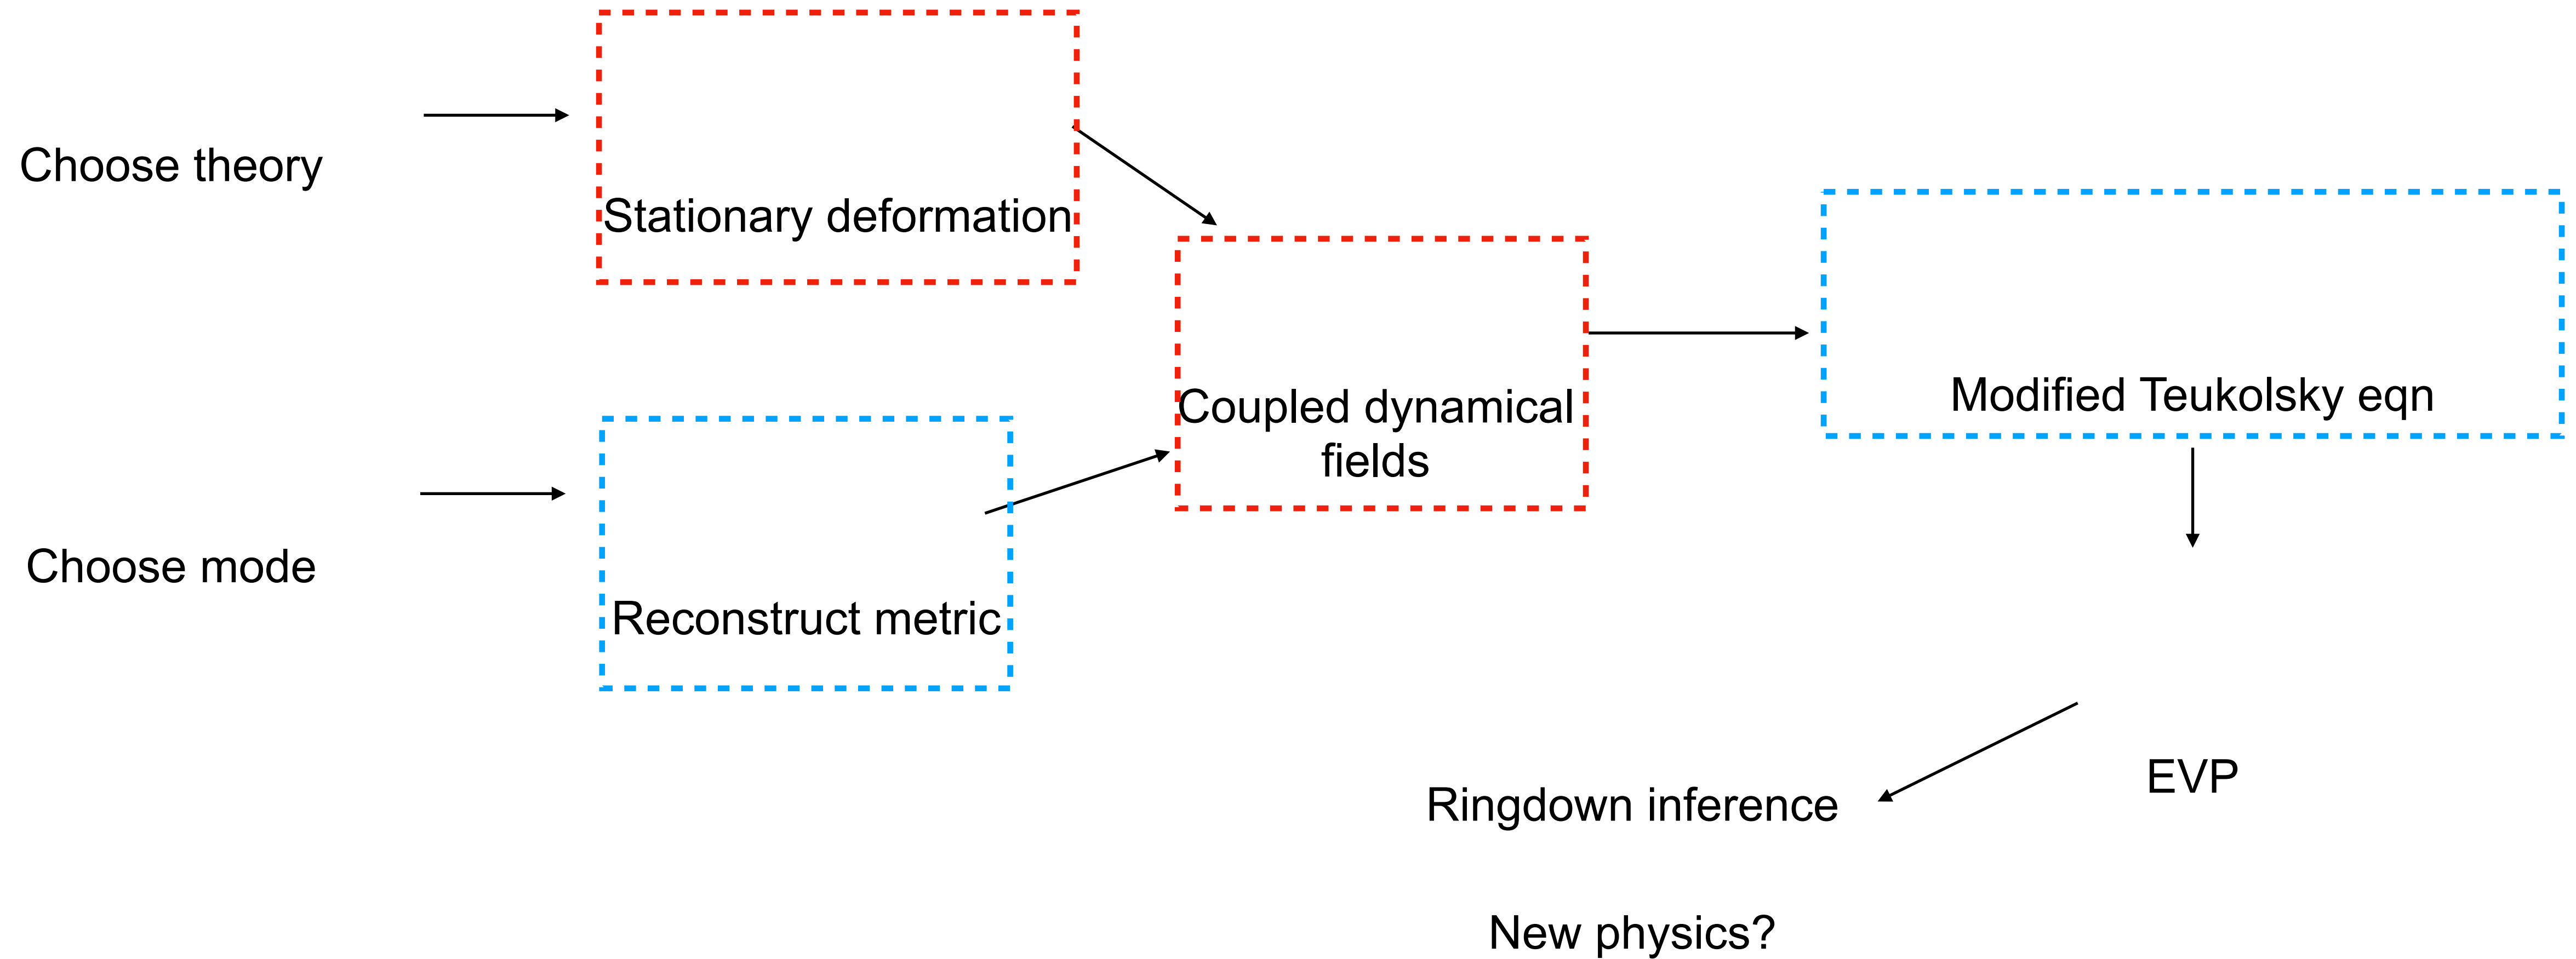 Choose theory
Stationary deformation
Coupled dynamical
fields
Modified Teukolsky eqn
Choose mode
Reconstruct metric
EVP
Ringdown inference
New physics?